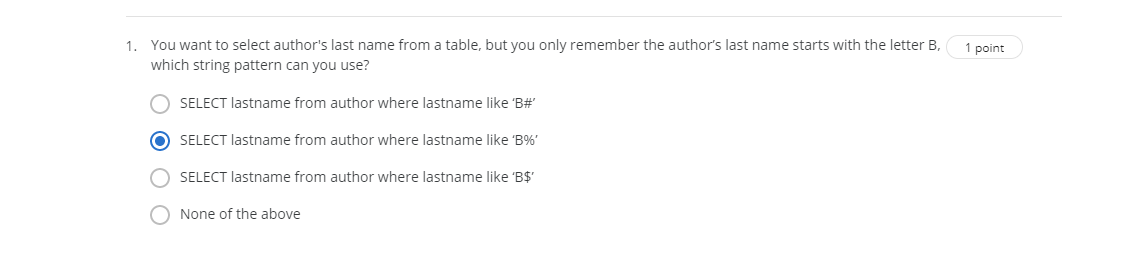 1. You want to select author's last name from a table, but you only remember the author's last name starts with the letter B, 1 point
which string pattern can you use?
SELECT lastname from author where lastname like ‘B#’
SELECT lastname from author where lastname like ‘B%’
SELECT lastname from author where lastname like ‘B$’
None of the above